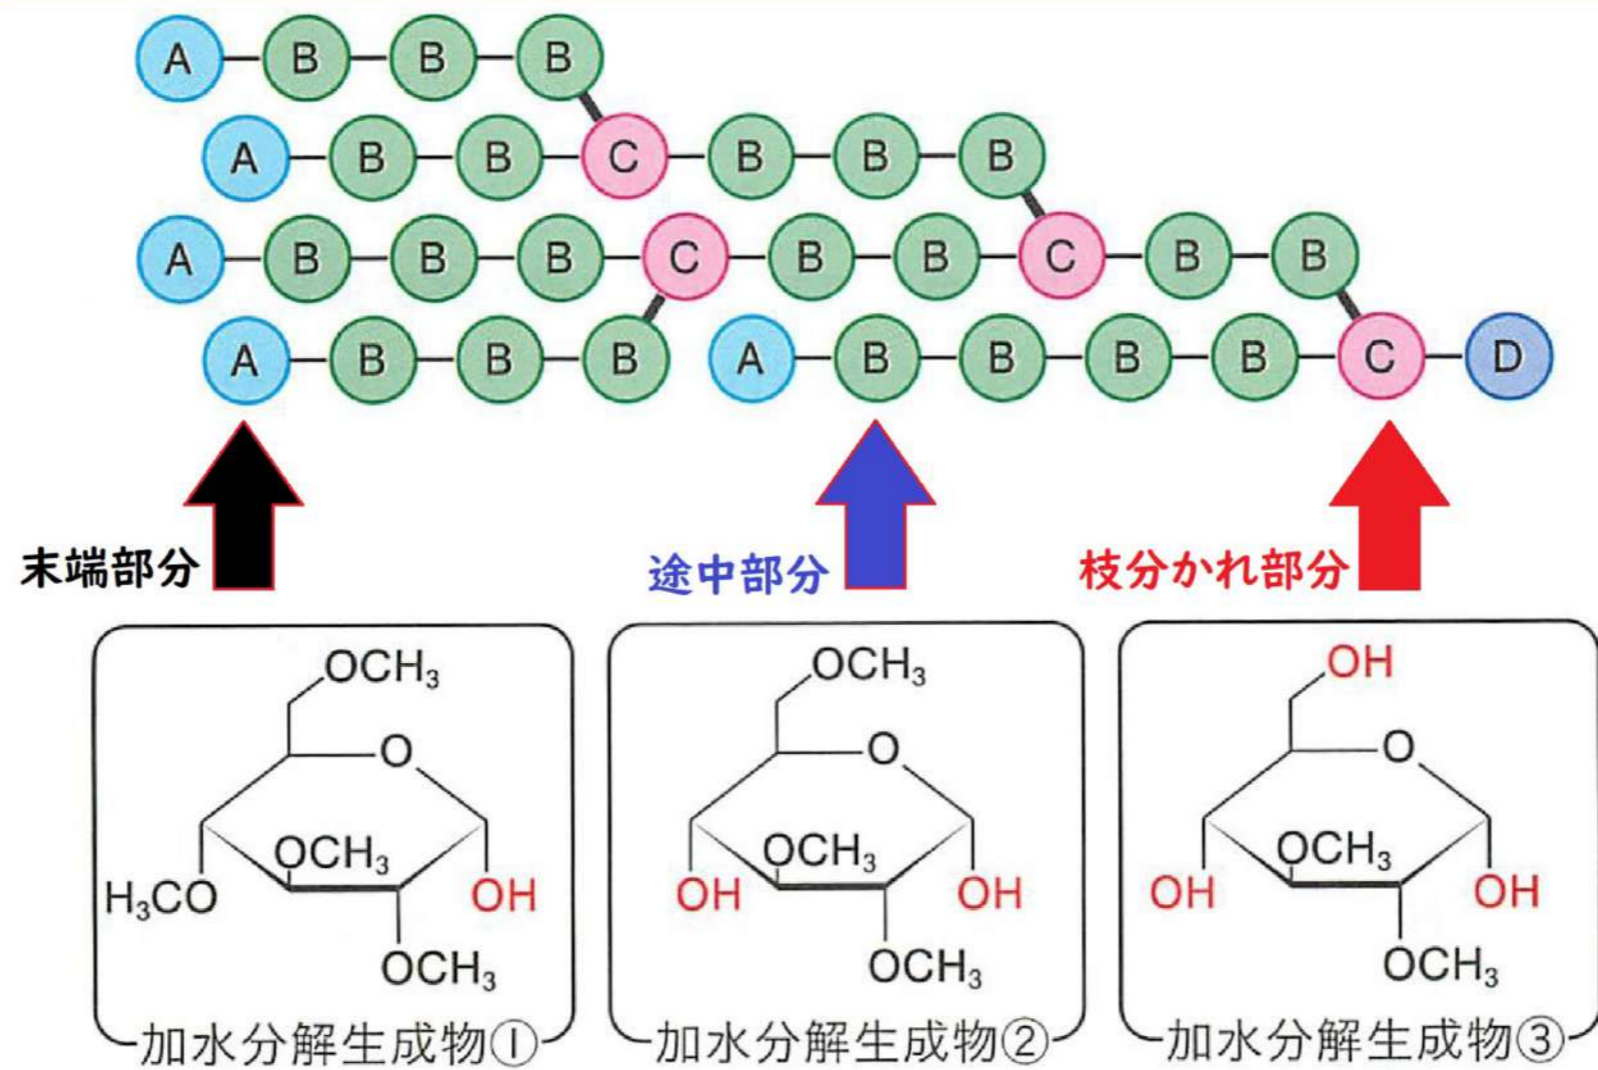 A B B B
A B B C B B B
A B B B C B B C B B
A B B B A B B B B C D
末端部分
途中部分
枝分かれ部分
OCH₃
O
OCH₃
H₃CO
OH
OCH₃
加水分解生成物①
OCH₃
O
OCH₃
OH
OH
OCH₃
加水分解生成物②
OH
O
OCH₃
OH
OH
OCH₃
加水分解生成物③